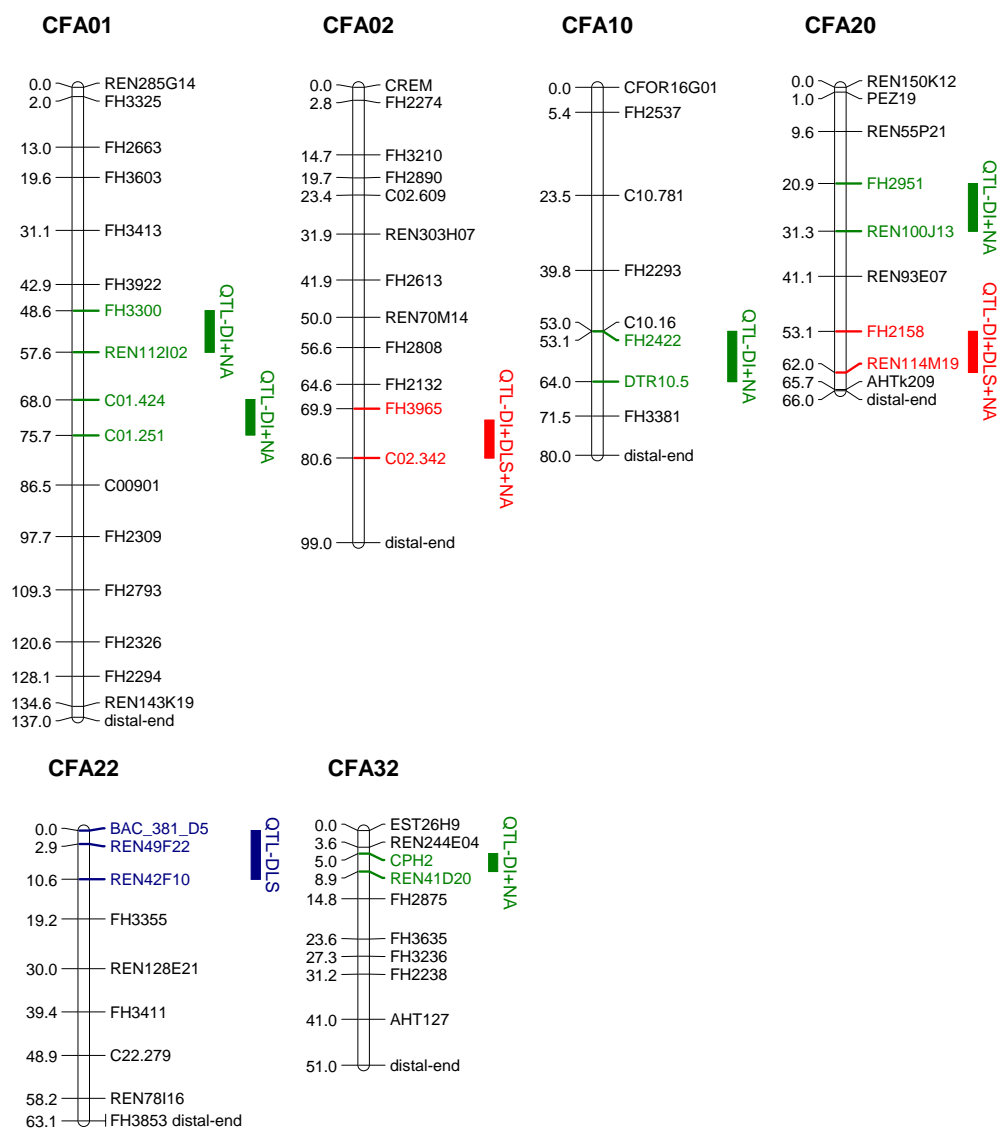 CFA01
0.0 REN285G14
2.0 FH3325
13.0 FH2663
19.6 FH3603
31.1 FH3413
42.9 FH3922
48.6 FH3300
57.6 REN112I02
68.0 C01.424
75.7 C01.251
86.5 C00901
97.7 FH2309
109.3 FH2793
120.6 FH2326
128.1 FH2294
134.6 REN143K19
137.0 distal-end
QTL-DI+NA
QTL-DI+NA
CFA02
0.0 CREM
2.8 FH2274
14.7 FH3210
19.7 FH2890
23.4 C02.609
31.9 REN303H07
41.9 FH2613
50.0 REN70M14
56.6 FH2808
64.6 FH2132
69.9 FH3965
80.6 C02.342
99.0 distal-end
QTL-DI+DLS+NA
CFA10
0.0 CFOR16G01
5.4 FH2537
23.5 C10.781
39.8 FH2293
53.0 C10.16
53.1 FH2422
64.0 DTR10.5
71.5 FH3381
80.0 distal-end
QTL-DI+NA
CFA20
0.0 REN150K12
1.0 PEZ19
9.6 REN55P21
20.9 FH2951
31.3 REN100J13
41.1 REN93E07
53.1 FH2158
62.0 REN114M19
65.7 AHTk209
66.0 distal-end
QTL-DI+NA
QTL-DI+DLS+NA
CFA22
0.0 BAC_381_D5
2.9 REN49F22
10.6 REN42F10
19.2 FH3355
30.0 REN128E21
39.4 FH3411
48.9 C22.279
58.2 REN78I16
63.1 FH3853 distal-end
QTL-DLS
CFA32
0.0 EST26H9
3.6 REN244E04
5.0 CPH2
8.9 REN41D20
14.8 FH2875
23.6 FH3635
27.3 FH3236
31.2 FH2238
41.0 AHT127
51.0 distal-end
QTL-DI+NA